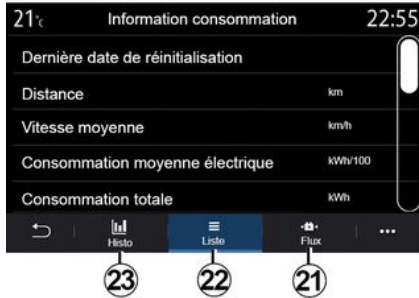 21°c Information consommation 22:55
Dernière date de réinitialisation
Distance km
Vitesse moyenne km/h
Consommation moyenne électrique kWh/100
Consommation totale kWh
Histo Liste Flux
23 22 21